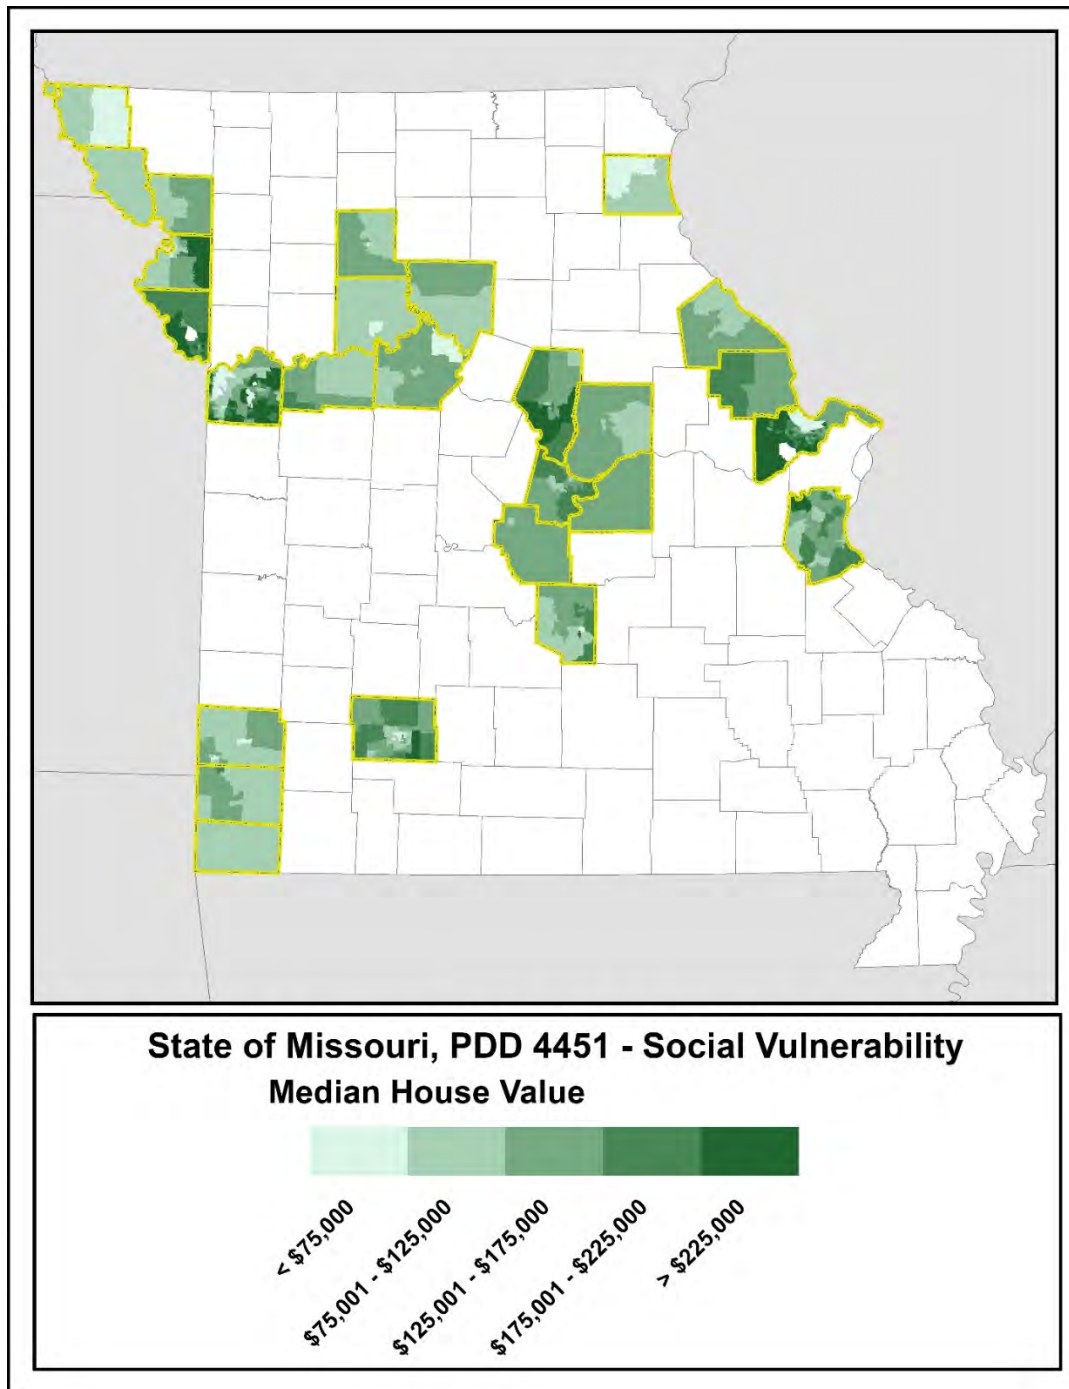 State of Missouri, PDD 4451 - Social Vulnerability
Median House Value
< $75,000
$75,001 - $125,000
$125,001 - $175,000
$175,001 - $225,000
> $225,000